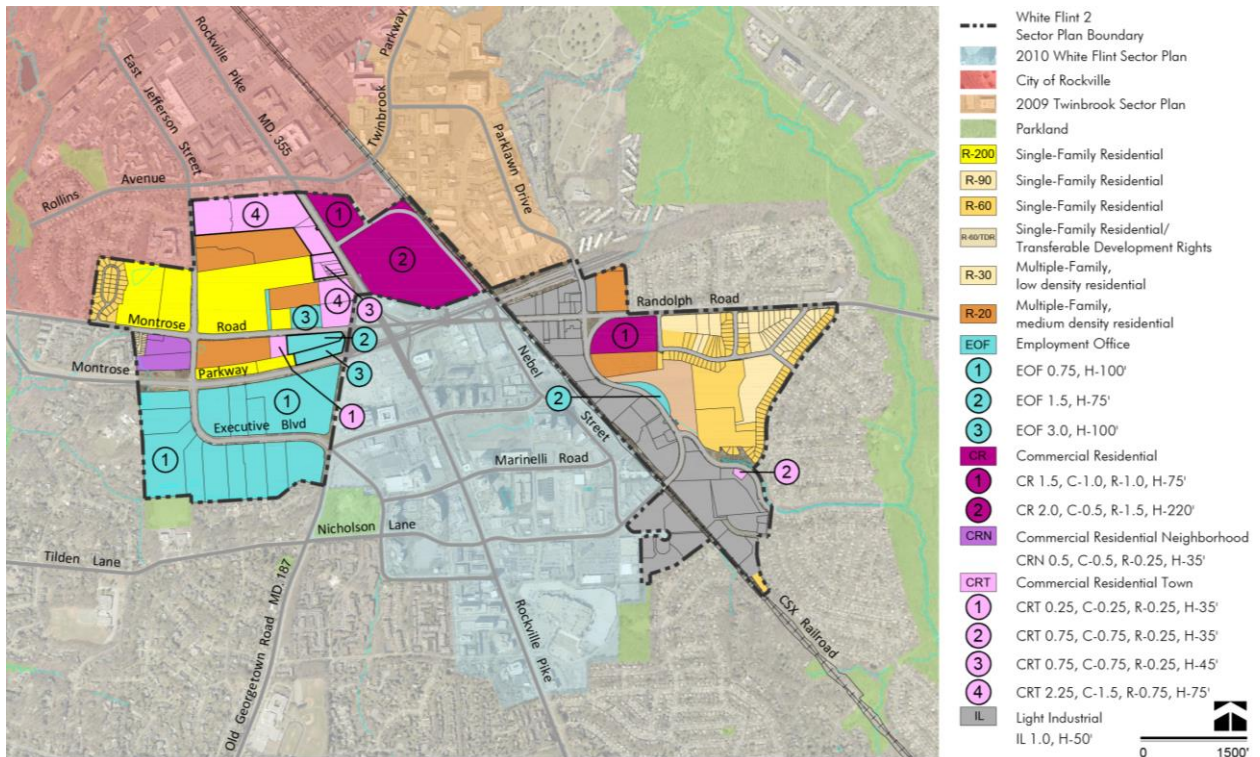 East
Jefferson
Street
Rockville
Pike
MD. 355
Parkway
Twinbrook
Parklawn
Drive
Rollins
Avenue
4
1
2
4
3
3
Montrose
Road
Randolph Road
1
2
3
Montrose
Parkway
1
Executive Blvd
1
1
Nebel
Street
2
Marinelli Road
2
Nicholson Lane
Tilden Lane
Old Georgetown Road MD. 187
Rockville
Pike
CSX Railroad
White Flint 2
Sector Plan Boundary
2010 White Flint Sector Plan
City of Rockville
2009 Twinbrook Sector Plan
Parkland
R-200 Single-Family Residential
R-90 Single-Family Residential
R-60 Single-Family Residential
R-60/TDR Single-Family Residential/
Transferable Development Rights
R-30 Multiple-Family,
low density residential
R-20 Multiple-Family,
medium density residential
EOF Employment Office
1 EOF 0.75, H-100'
2 EOF 1.5, H-75'
3 EOF 3.0, H-100'
CR Commercial Residential
1 CR 1.5, C-1.0, R-1.0, H-75'
2 CR 2.0, C-0.5, R-1.5, H-220'
CRN Commercial Residential Neighborhood
CRN 0.5, C-0.5, R-0.25, H-35'
CRT Commercial Residential Town
1 CRT 0.25, C-0.25, R-0.25, H-35'
2 CRT 0.75, C-0.75, R-0.25, H-35'
3 CRT 0.75, C-0.75, R-0.25, H-45'
4 CRT 2.25, C-1.5, R-0.75, H-75'
IL Light Industrial
IL 1.0, H-50'
0 1500'